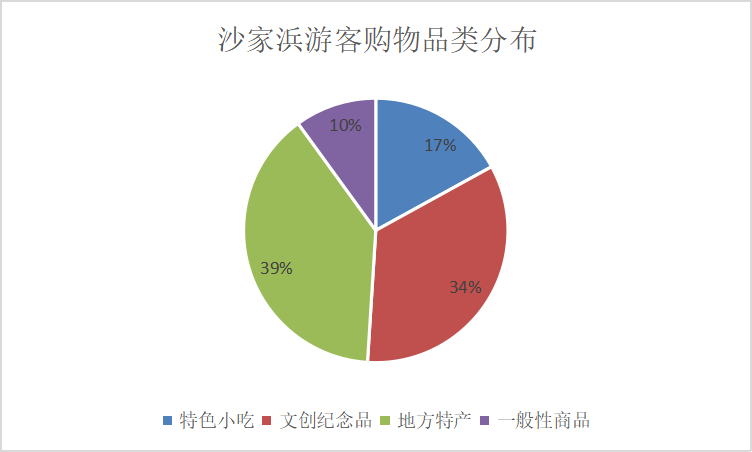 沙家浜游客购物品类分布
10%
17%
39%
34%
特色小吃 文创纪念品 地方特产 一般性商品